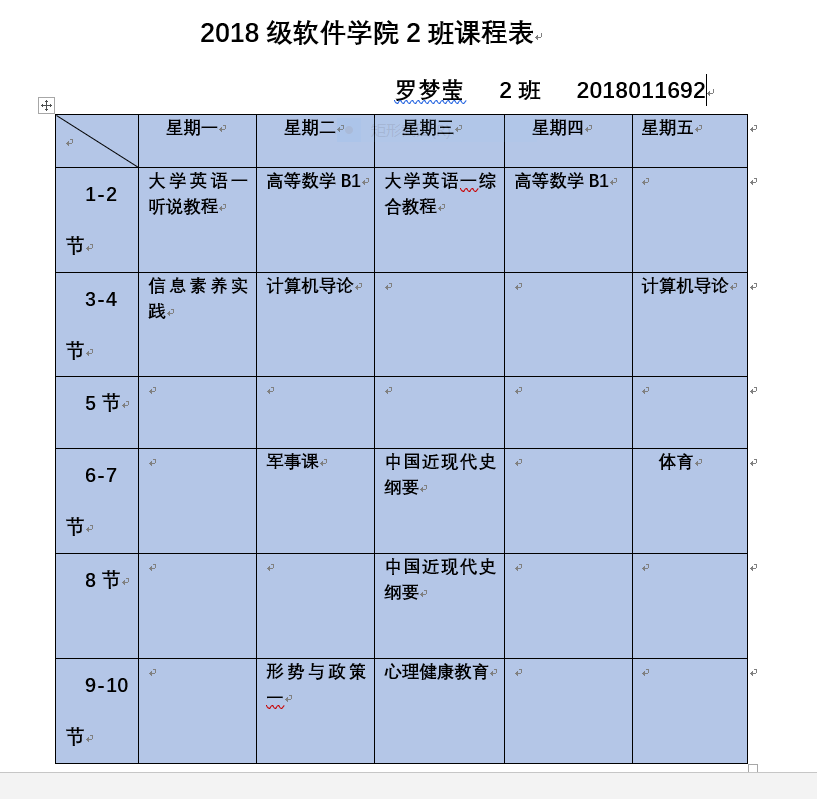 2018 级软件学院 2 班课程表
罗梦莹 2 班 2018011692
星期一 星期二 星期三 星期四 星期五
1-2
节
大学英语一
听说教程
高等数学 B1
大学英语一综
合教程
高等数学 B1
3-4
节
信息素养实
践
计算机导论
计算机导论
5 节
6-7
节
军事课
中国近现代史
纲要
体育
8 节
中国近现代史
纲要
9-10
节
形势与政策
一
心理健康教育